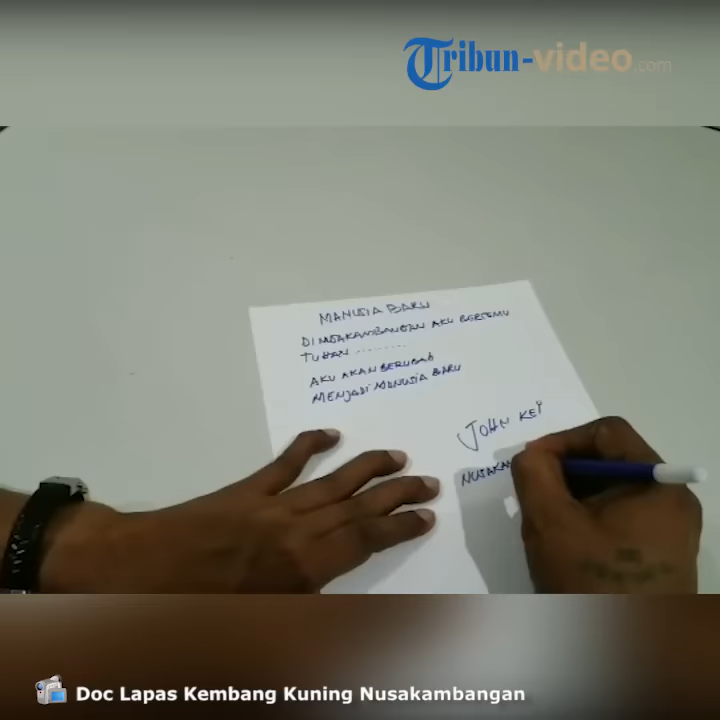 Tribun-video.com
MANUSIA BARU
DI NUSAKAMBANGAN AKU BERTEMU
TUHAN .........
AKU AKAN BERUBAH
MENJADI MANUSIA BARU
JOHN KEI
NUSAKAM
Doc Lapas Kembang Kuning Nusakambangan